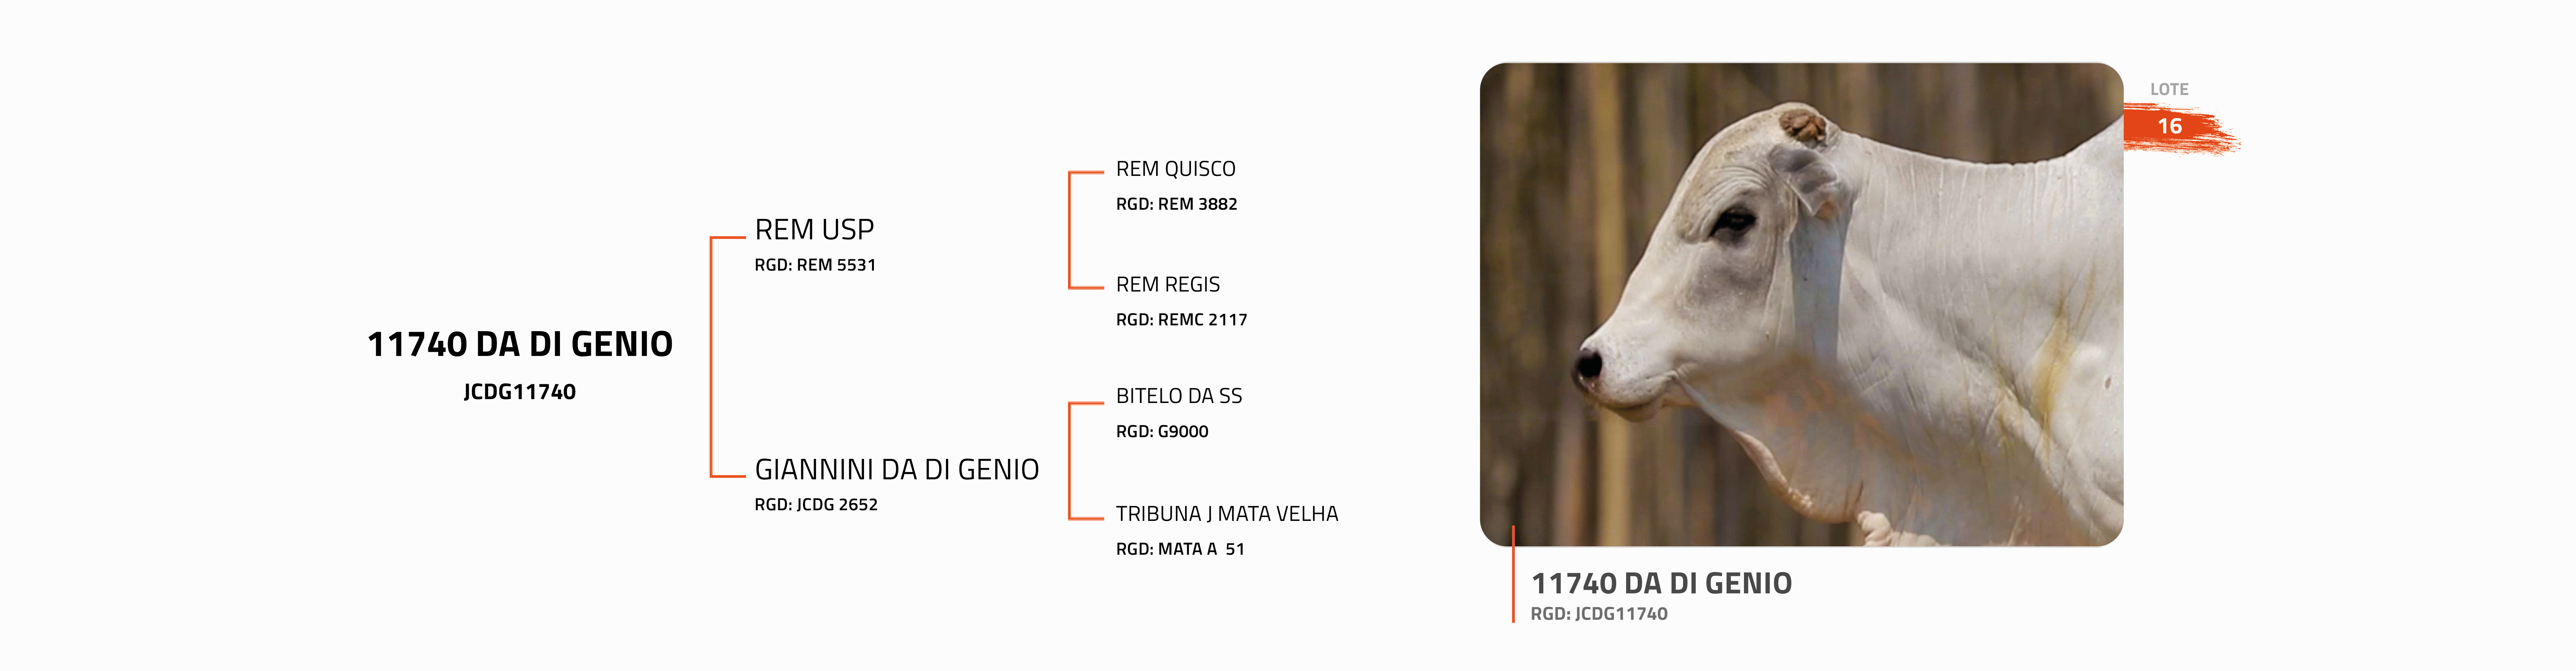 11740 DA DI GENIO
JCDG11740
REM USP
RGD: REM 5531
GIANNINI DA DI GENIO
RGD: JCDG 2652
REM QUISCO
RGD: REM 3882
REM REGIS
RGD: REMC 2117
BITELO DA SS
RGD: G9000
TRIBUNA J MATA VELHA
RGD: MATA A  51
LOTE
16
11740 DA DI GENIO
RGD: JCDG11740